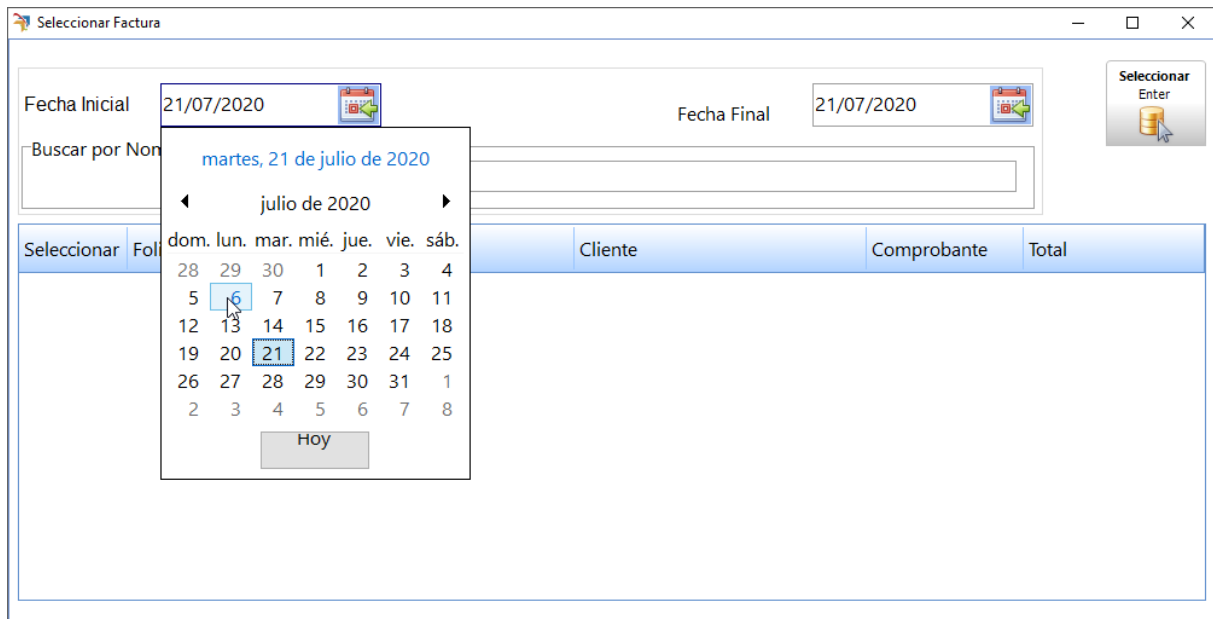 Seleccionar Factura
Fecha Inicial 21/07/2020 Fecha Final 21/07/2020
Seleccionar
Enter
Buscar por
martes, 21 de julio de 2020
julio de 2020
dom. lun. mar. mié. jue. vie. sáb.
28 29 30 1 2 3 4
5 6 7 8 9 10 11
12 13 14 15 16 17 18
19 20 21 22 23 24 25
26 27 28 29 30 31 1
2 3 4 5 6 7 8
Hoy
Seleccionar Cliente Comprobante Total